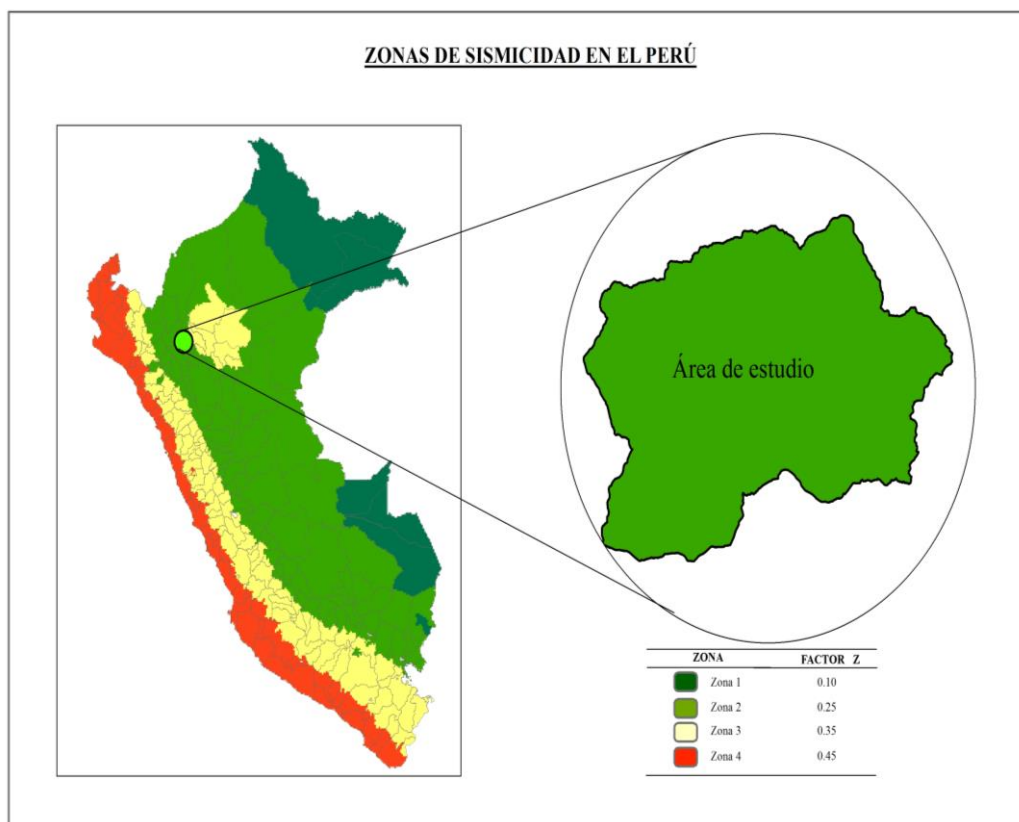 ZONAS DE SISMICIDAD EN EL PERÚ
Área de estudio
ZONA FACTOR Z
Zona 1 0.10
Zona 2 0.25
Zona 3 0.35
Zona 4 0.45